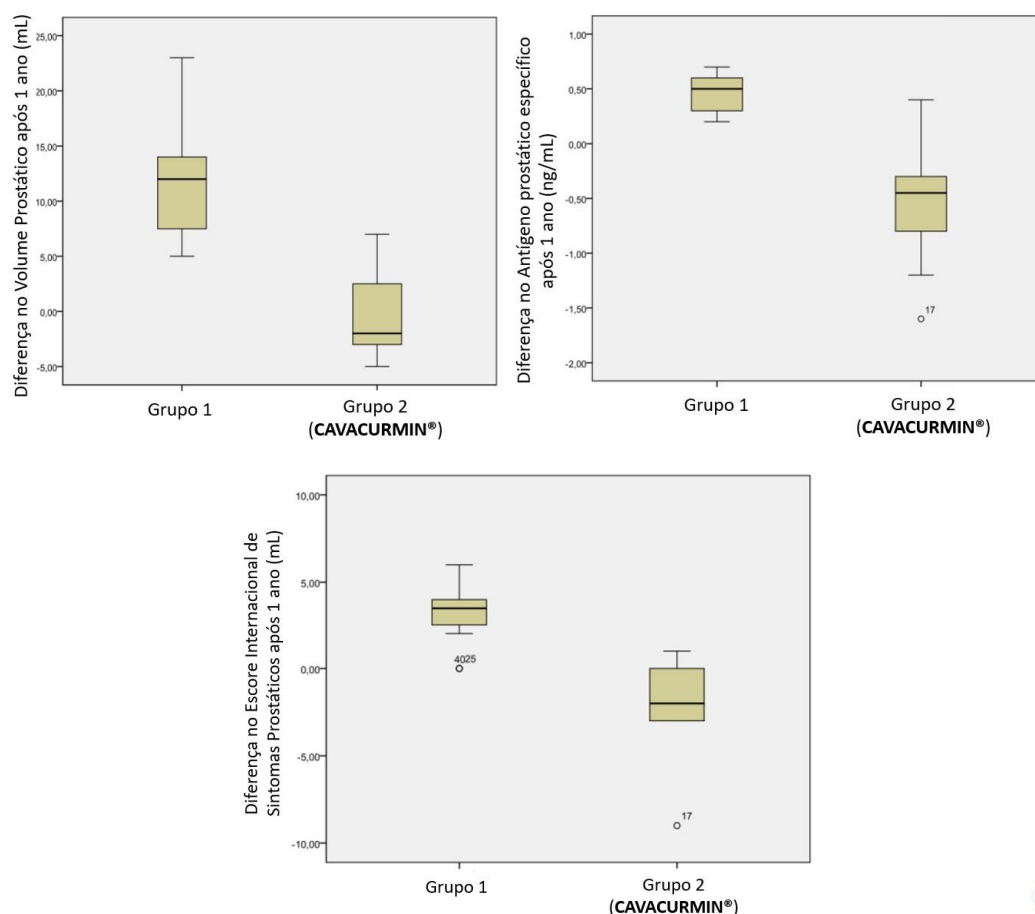 Diferença no Volume Prostático após 1 ano (mL)
25,00
20,00
15,00
10,00
5,00
0,00
-5,00
Grupo 1
Grupo 2
(CAVACURMIN®)
Diferença no Antígeno prostático específico
após 1 ano (ng/mL)
1,00
0,50
0,00
-0,50
-1,00
-1,50
-2,00
17
Grupo 1
Grupo 2
(CAVACURMIN®)
Diferença no Escore Internacional de
Sintomas Prostáticos após 1 ano (mL)
10,00
5,00
0,00
-5,00
-10,00
4025
17
Grupo 1
Grupo 2
(CAVACURMIN®)